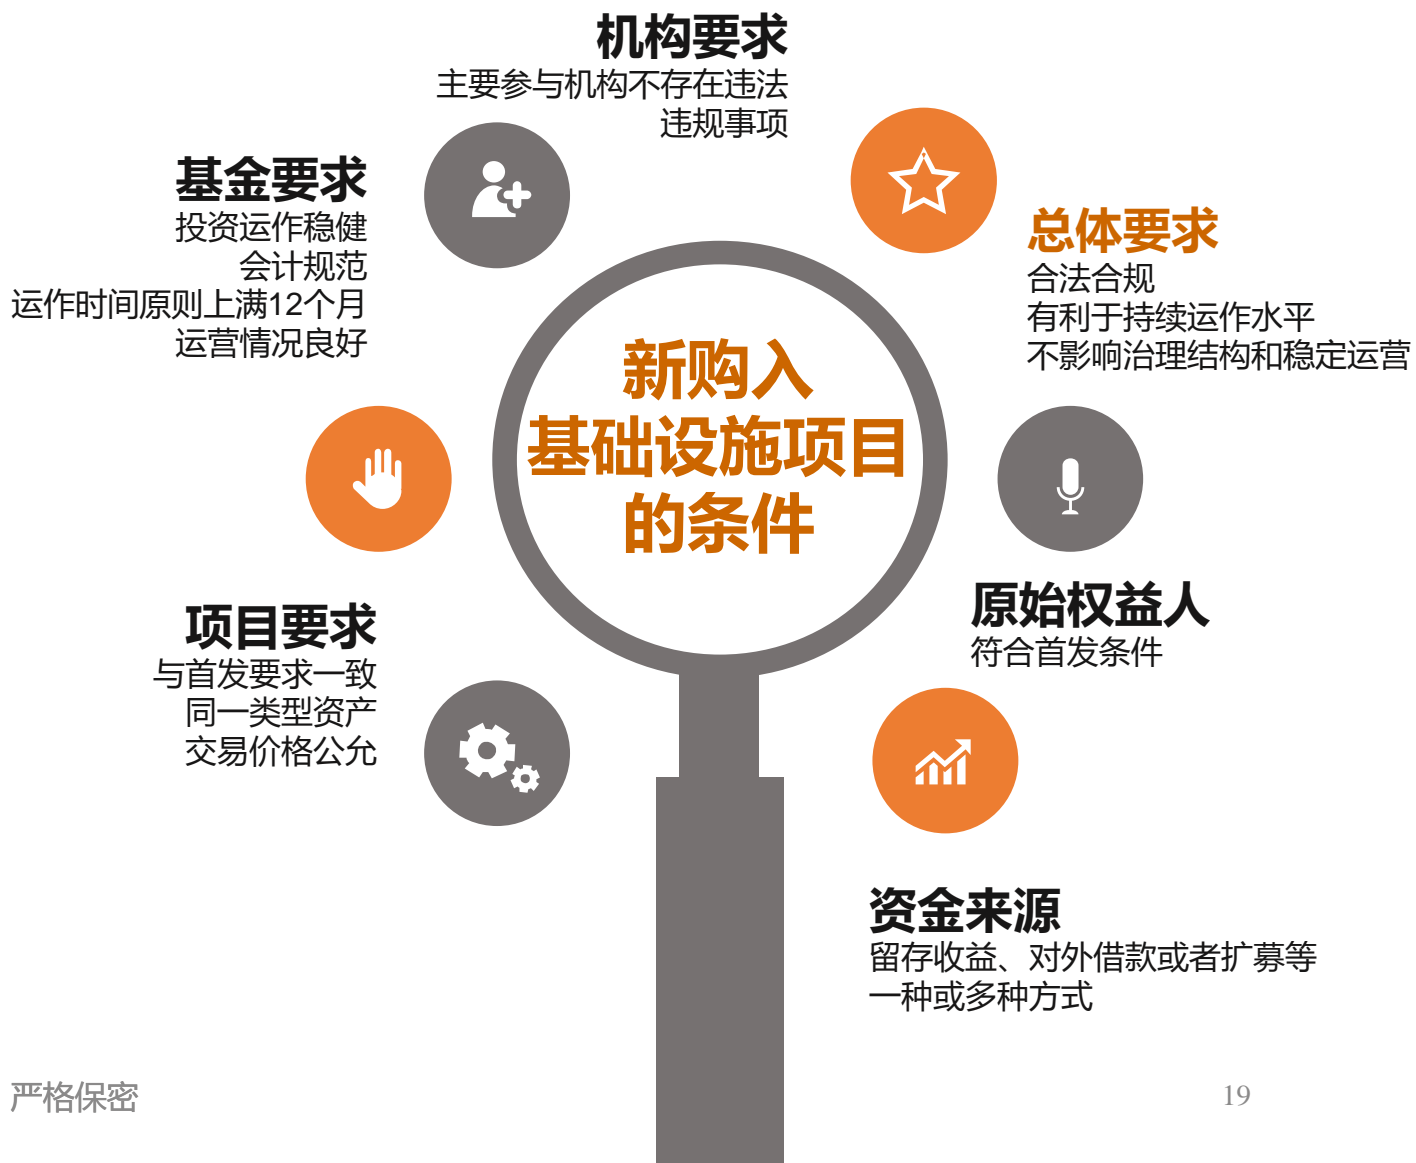 机构要求
主要参与机构不存在违法
违规事项
基金要求
投资运作稳健
会计规范
运作时间原则上满12个月
运营情况良好
总体要求
合法合规
有利于持续运作水平
不影响治理结构和稳定运营
新购入
基础设施项目
的条件
项目要求
与首发要求一致
同一类型资产
交易价格公允
原始权益人
符合首发条件
资金来源
留存收益、对外借款或者扩募等
一种或多种方式
严格保密
19